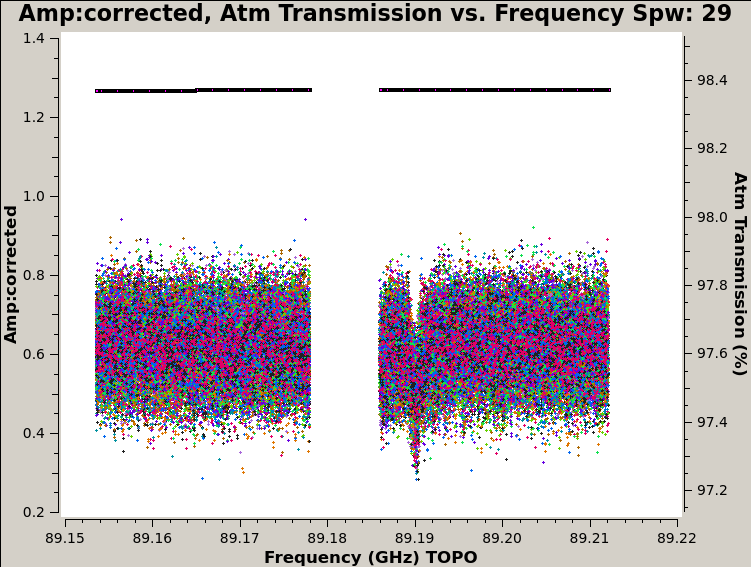 Amp:corrected, Atm Transmission vs. Frequency Spw: 29
1.4
1.2
1.0
0.8
0.6
0.4
0.2
Amp:corrected
98.4
98.2
98.0
97.8
97.6
97.4
97.2
Atm Transmission (%)
89.15 89.16 89.17 89.18 89.19 89.20 89.21 89.22
Frequency (GHz) TOPO